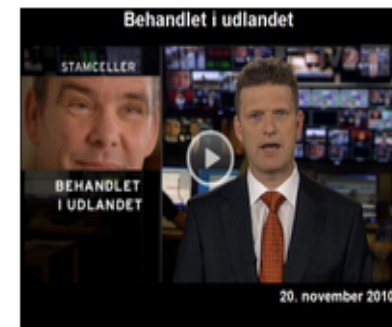 Behandlet i udlandet
STAMCELLER
BEHANDLET
I UDLANDET
20. november 2010